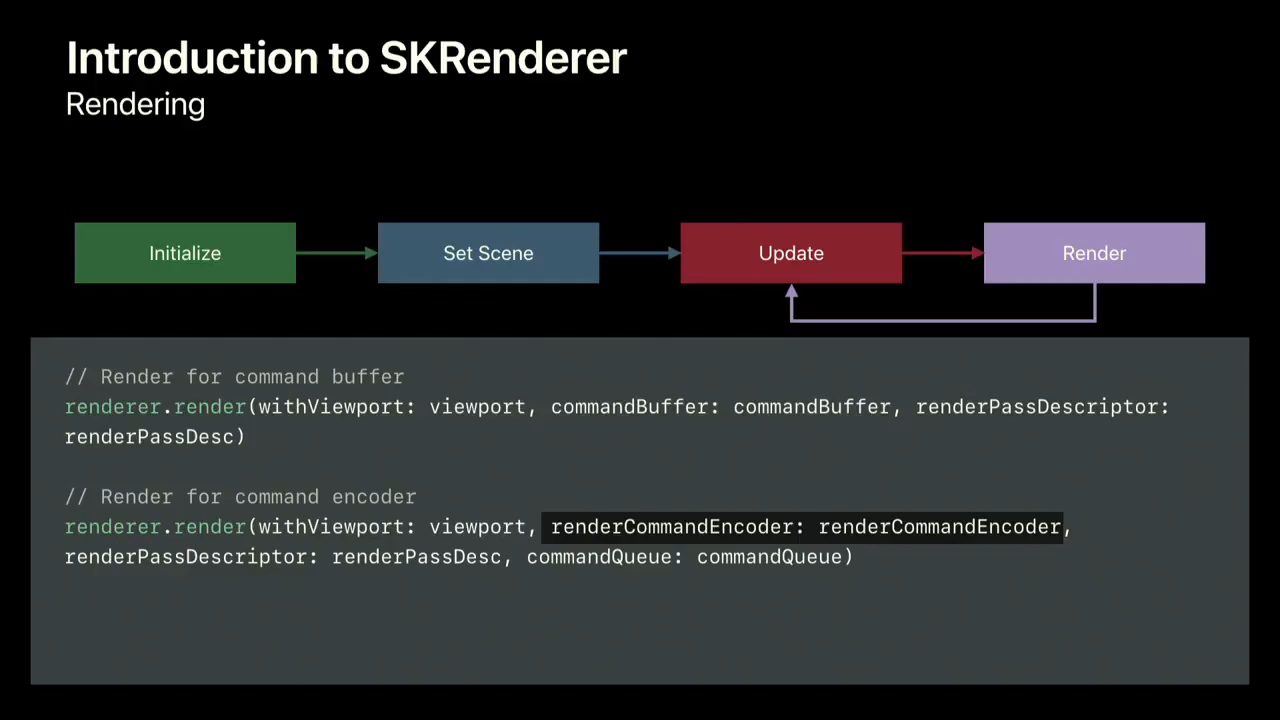 Introduction to SKRenderer
Rendering
Initialize
Set Scene
Update
Render
// Render for command buffer
renderer.render(withViewport: viewport, commandBuffer: commandBuffer, renderPassDescriptor:
renderPassDesc)
// Render for command encoder
renderer.render(withViewport: viewport, renderCommandEncoder: renderCommandEncoder,
renderPassDescriptor: renderPassDesc, commandQueue: commandQueue)